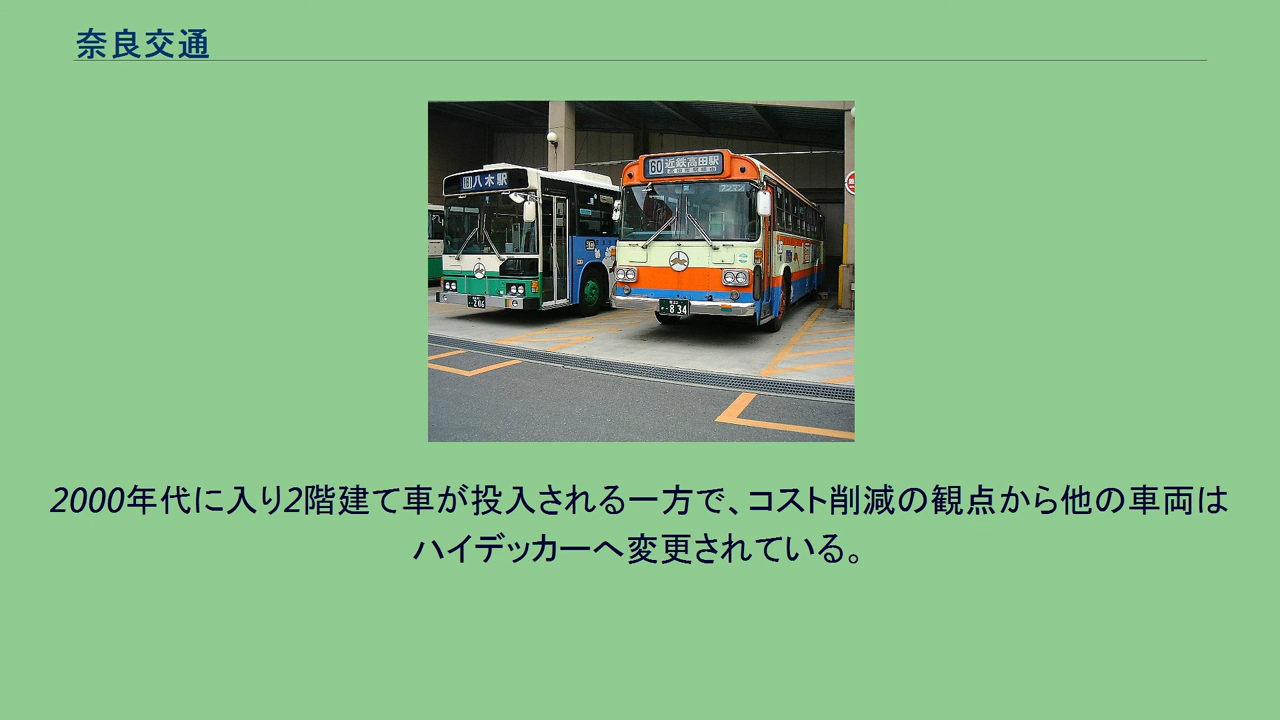 奈良交通
八木駅
60 近鉄高田駅
ワンマン
・206
・834
2000年代に入り2階建て車が投入される一方で、コスト削減の観点から他の車両は
ハイデッカーへ変更されている。